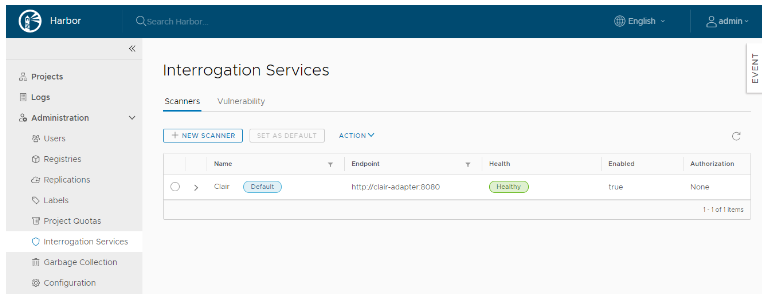 Harbor
Search Harbor...
English
admin
EVENT
Projects
Logs
Administration
Users
Registries
Replications
Labels
Project Quotas
Interrogation Services
Garbage Collection
Configuration
Interrogation Services
Scanners Vulnerability
+ NEW SCANNER SET AS DEFAULT ACTION
Name Endpoint Health Enabled Authorization
Clair Default http://clair-adapter:8080 Healthy true None
1 - 1 of 1 items